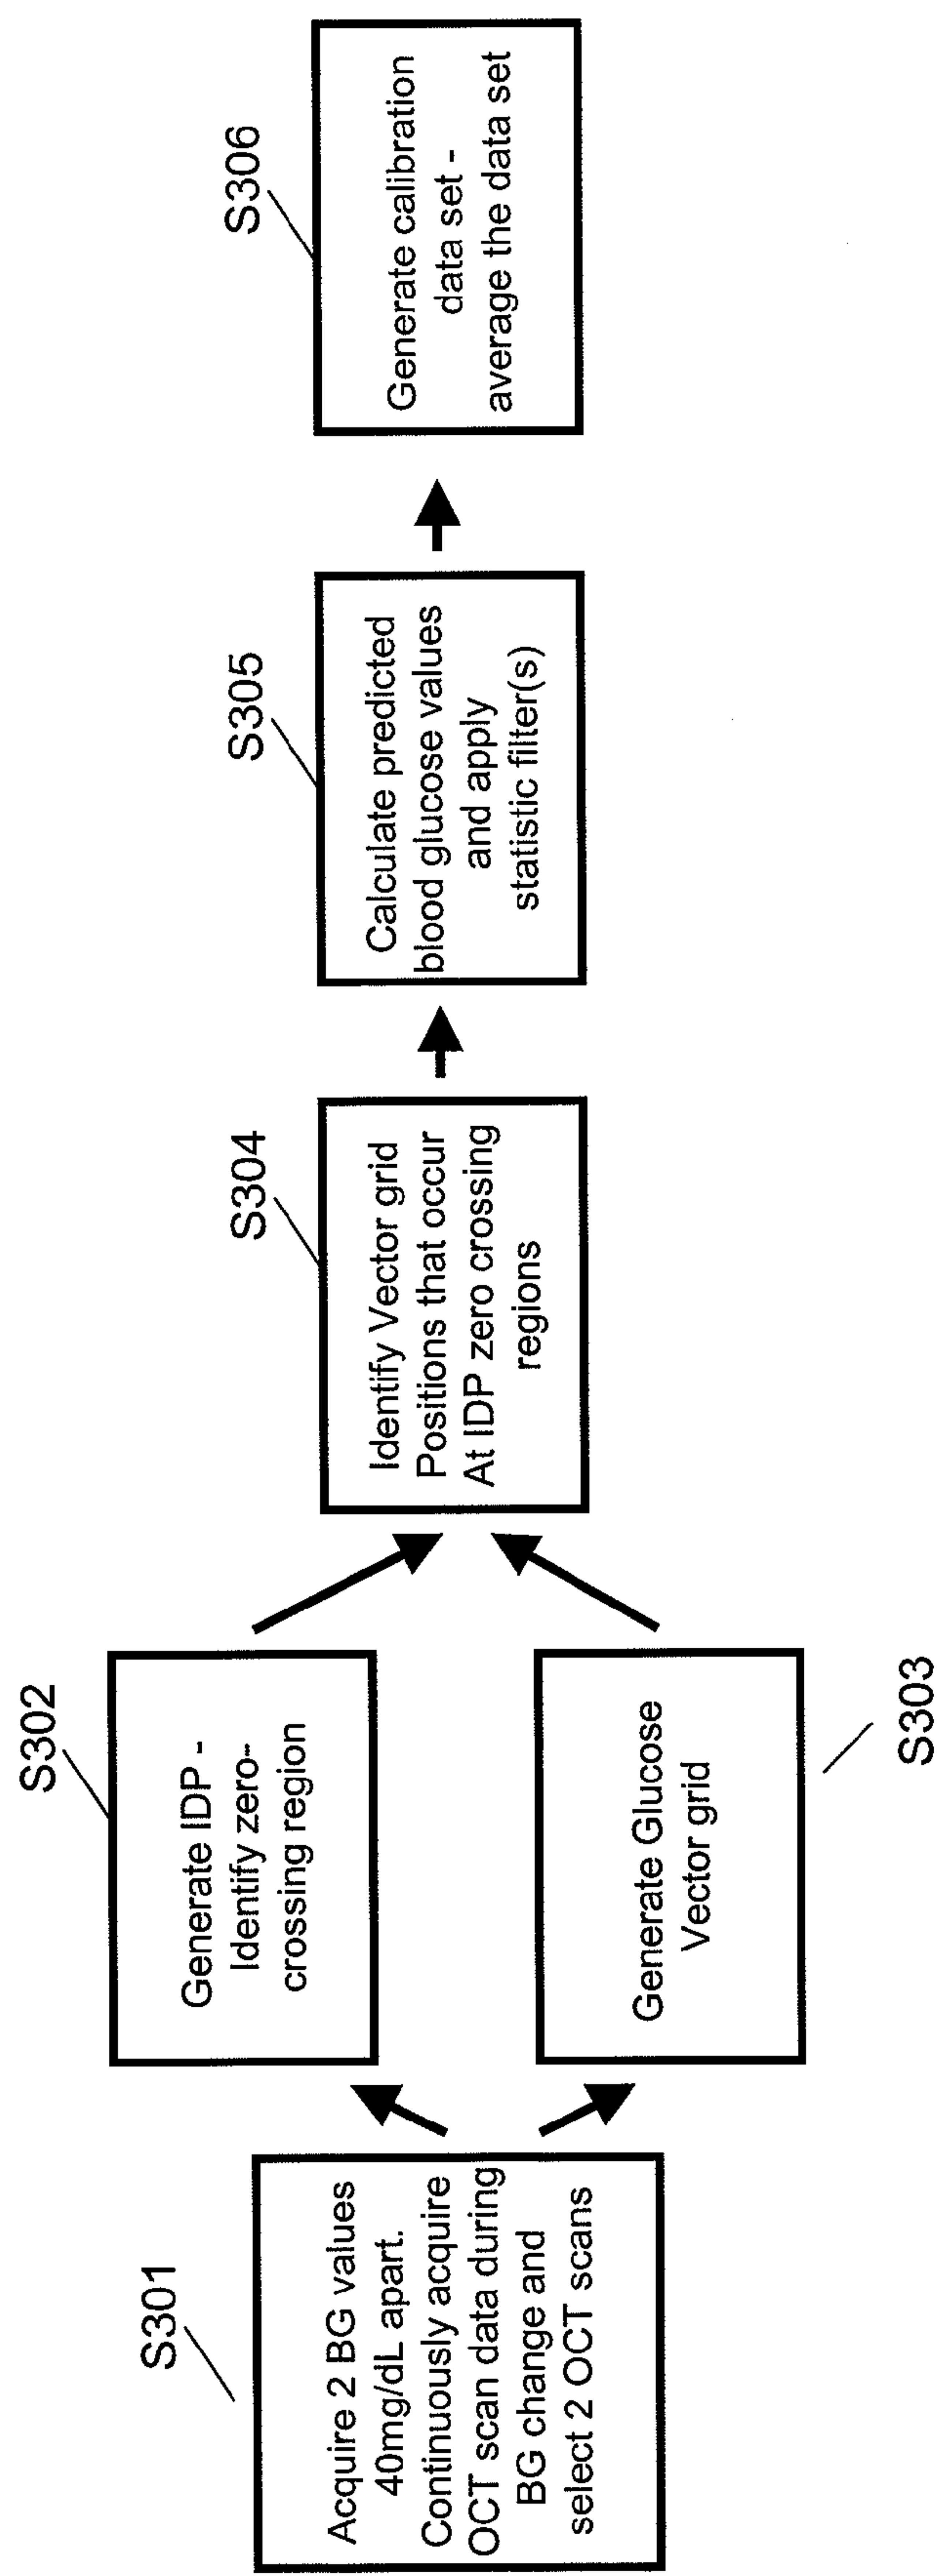 S301
Acquire 2 BG values
40mg/dL apart.
Continuously acquire
OCT scan data during
BG change and
select 2 OCT scans
S302
Generate IDP -
Identify zero-
crossing region
S303
Generate Glucose
Vector grid
S304
Identify Vector grid
Positions that occur
At IDP zero crossing
regions
S305
Calculate predicted
blood glucose values
and apply
statistic filter(s)
S306
Generate calibration
data set -
average the data set